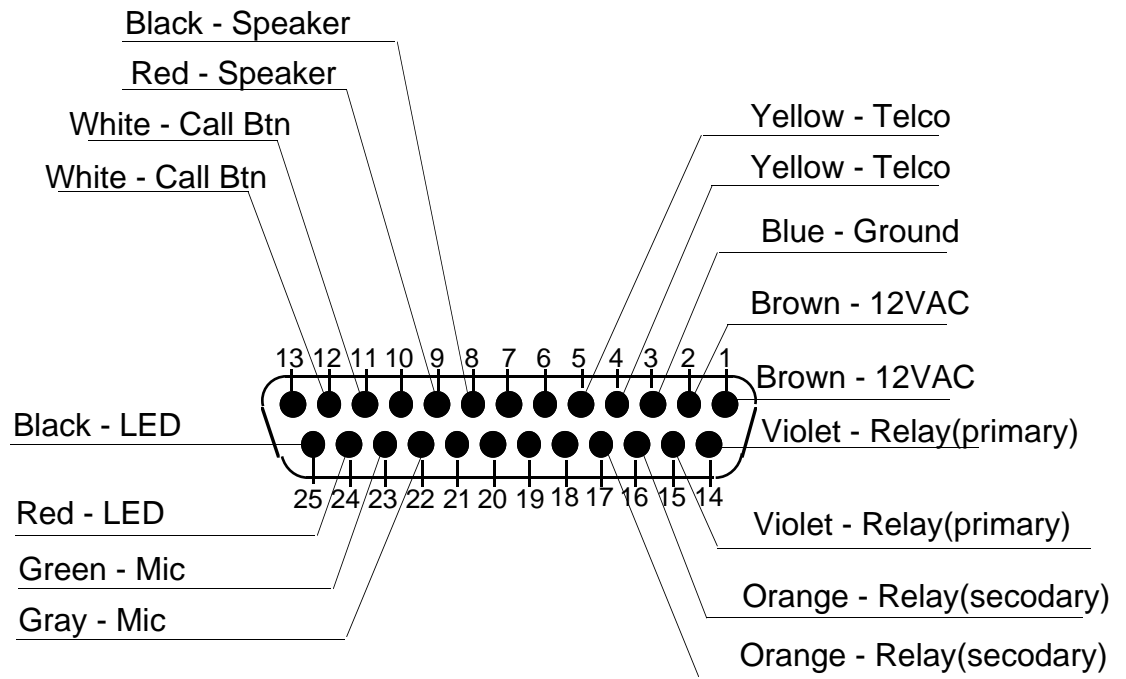 Black - Speaker
Red - Speaker
White - Call Btn
White - Call Btn
Yellow - Telco
Yellow - Telco
Blue - Ground
Brown - 12VAC
Brown - 12VAC
13 12 11 10 9 8 7 6 5 4 3 2 1
Black - LED
Violet - Relay(primary)
25 24 23 22 21 20 19 18 17 16 15 14
Red - LED
Violet - Relay(primary)
Green - Mic
Orange - Relay(secodary)
Gray - Mic
Orange - Relay(secodary)